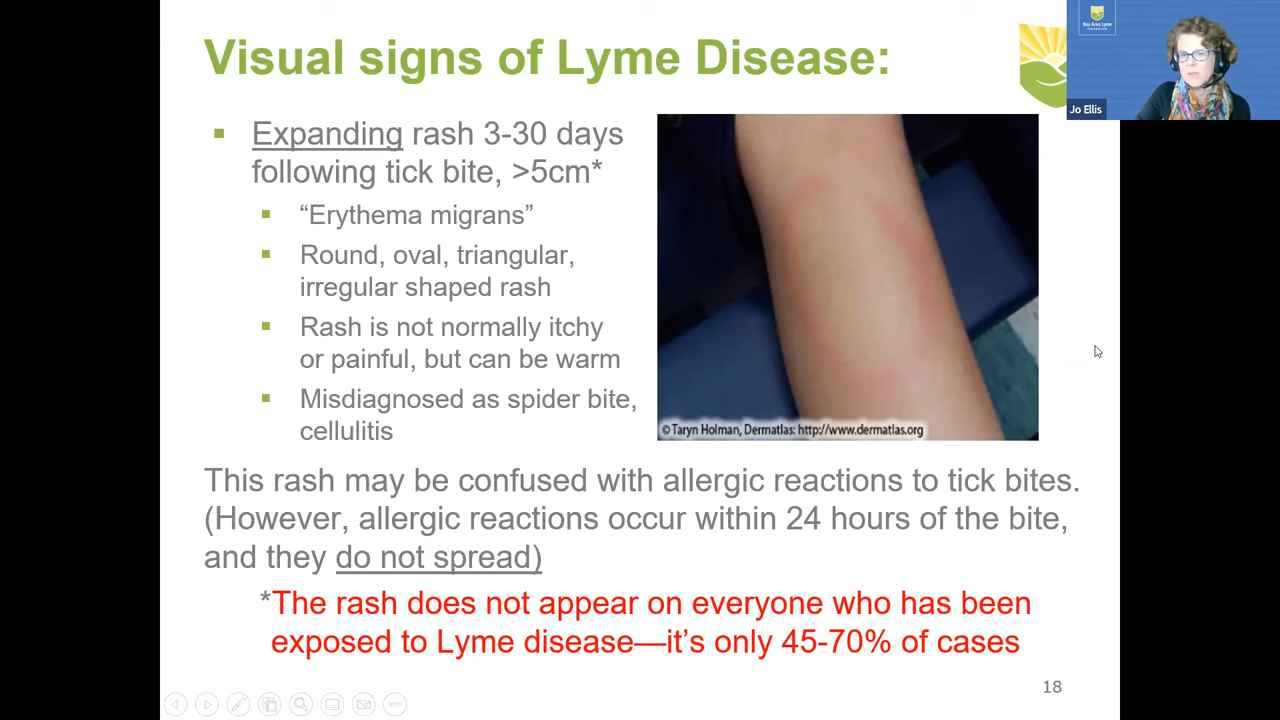 Visual signs of Lyme Disease:
Bay Area Lyme
FOUNDATION
Jo Ellis
Expanding rash 3-30 days
following tick bite, >5cm*
“Erythema migrans”
Round, oval, triangular,
irregular shaped rash
Rash is not normally itchy
or painful, but can be warm
Misdiagnosed as spider bite,
cellulitis
©Taryn Holman, Dermatlas: http://www.dermatlas.org
This rash may be confused with allergic reactions to tick bites.
(However, allergic reactions occur within 24 hours of the bite,
and they do not spread)
*The rash does not appear on everyone who has been
exposed to Lyme disease—it’s only 45-70% of cases
18